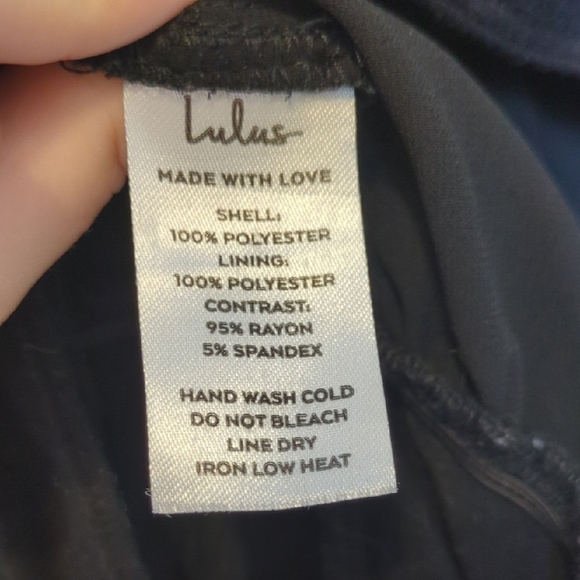 Lulus
MADE WITH LOVE
SHELL:
100% POLYESTER
LINING:
100% POLYESTER
CONTRAST:
95% RAYON
5% SPANDEX
HAND WASH COLD
DO NOT BLEACH
LINE DRY
IRON LOW HEAT